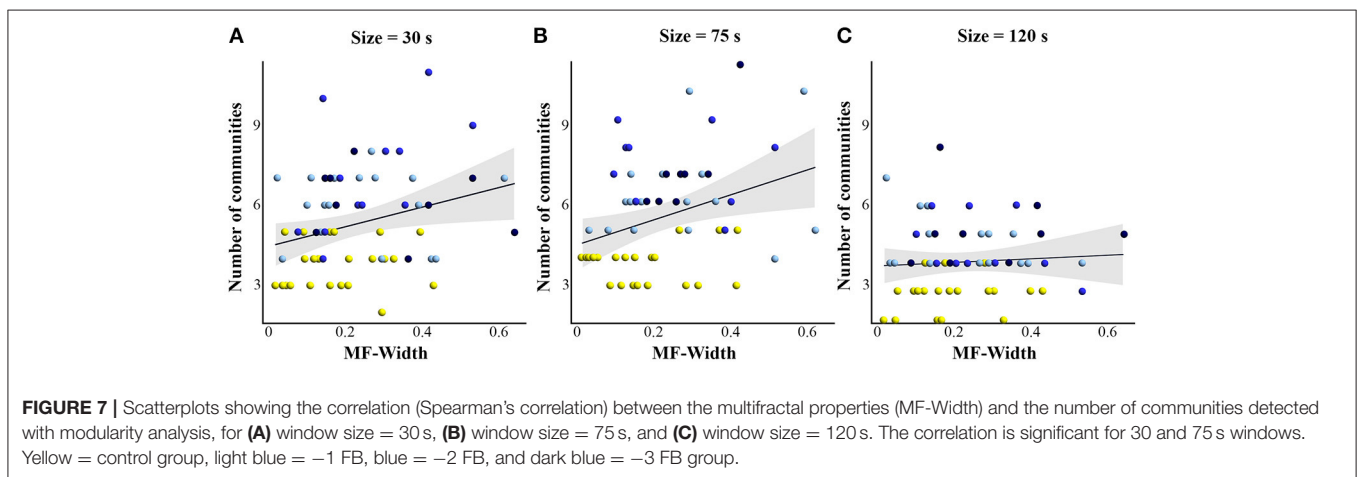 A Size = 30 s
Number of communities
9
6
3
0 0.2 0.4 0.6
MF-Width
B Size = 75 s
Number of communities
9
6
3
0 0.2 0.4 0.6
MF-Width
C Size = 120 s
Number of communities
9
6
3
0 0.2 0.4 0.6
MF-Width
FIGURE 7 | Scatterplots showing the correlation (Spearman's correlation) between the multifractal properties (MF-Width) and the number of communities detected
with modularity analysis, for (A) window size = 30 s, (B) window size = 75 s, and (C) window size = 120 s. The correlation is significant for 30 and 75 s windows.
Yellow = control group, light blue = −1 FB, blue = −2 FB, and dark blue = −3 FB group.